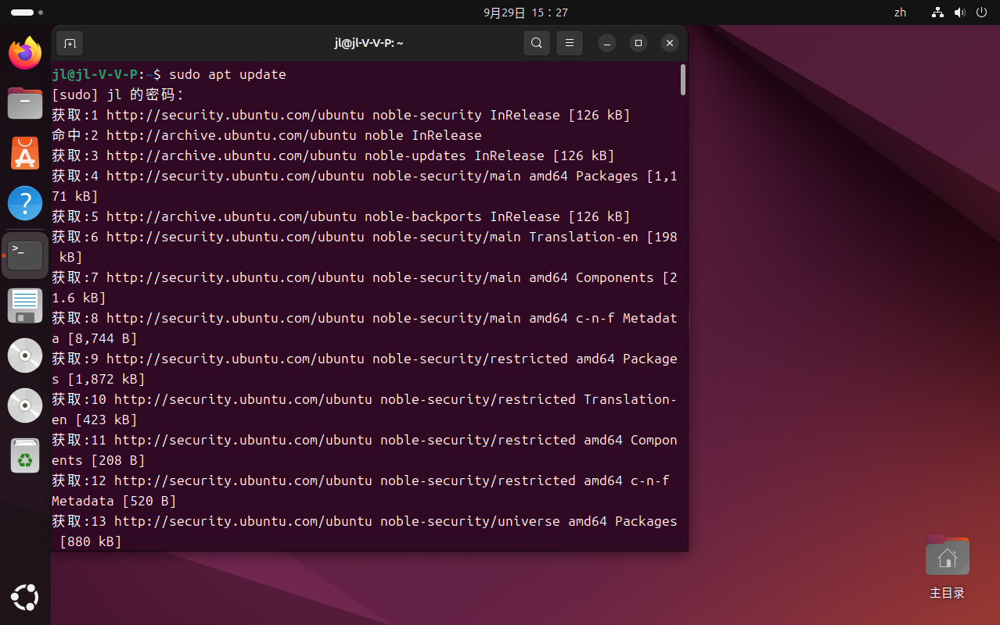 9月29日 15：27
zh
jl@jl-V-V-P: ~
jl@jl-V-V-P:~$ sudo apt update
[sudo] jl 的密码：
获取:1 http://security.ubuntu.com/ubuntu noble-security InRelease [126 kB]
命中:2 http://archive.ubuntu.com/ubuntu noble InRelease
获取:3 http://archive.ubuntu.com/ubuntu noble-updates InRelease [126 kB]
获取:4 http://security.ubuntu.com/ubuntu noble-security/main amd64 Packages [1,1
71 kB]
获取:5 http://archive.ubuntu.com/ubuntu noble-backports InRelease [126 kB]
获取:6 http://security.ubuntu.com/ubuntu noble-security/main Translation-en [198
 kB]
获取:7 http://security.ubuntu.com/ubuntu noble-security/main amd64 Components [2
1.6 kB]
获取:8 http://security.ubuntu.com/ubuntu noble-security/main amd64 c-n-f Metadat
a [8,744 B]
获取:9 http://security.ubuntu.com/ubuntu noble-security/restricted amd64 Package
s [1,872 kB]
获取:10 http://security.ubuntu.com/ubuntu noble-security/restricted Translation-
en [423 kB]
获取:11 http://security.ubuntu.com/ubuntu noble-security/restricted amd64 Compon
ents [208 B]
获取:12 http://security.ubuntu.com/ubuntu noble-security/restricted amd64 c-n-f
Metadata [520 B]
获取:13 http://security.ubuntu.com/ubuntu noble-security/universe amd64 Packages
 [880 kB]
主目录